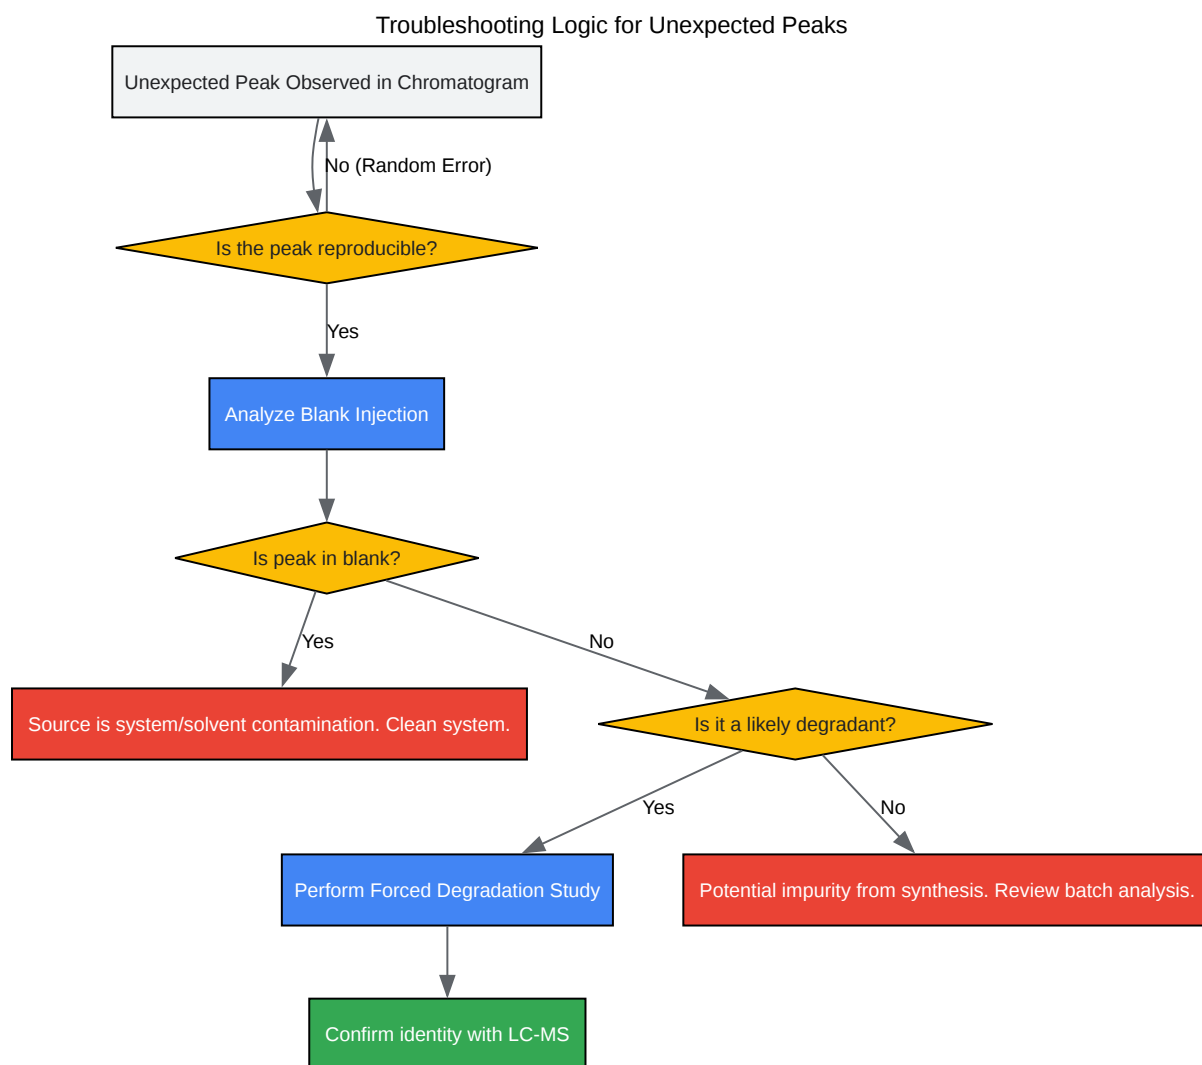 Troubleshooting Logic for Unexpected Peaks
Unexpected Peak Observed in Chromatogram
No (Random Error)
Is the peak reproducible?
Yes
Analyze Blank Injection
Is peak in blank?
Yes
No
Source is system/solvent contamination. Clean system.
Is it a likely degradant?
Yes
No
Perform Forced Degradation Study
Potential impurity from synthesis. Review batch analysis.
Confirm identity with LC-MS